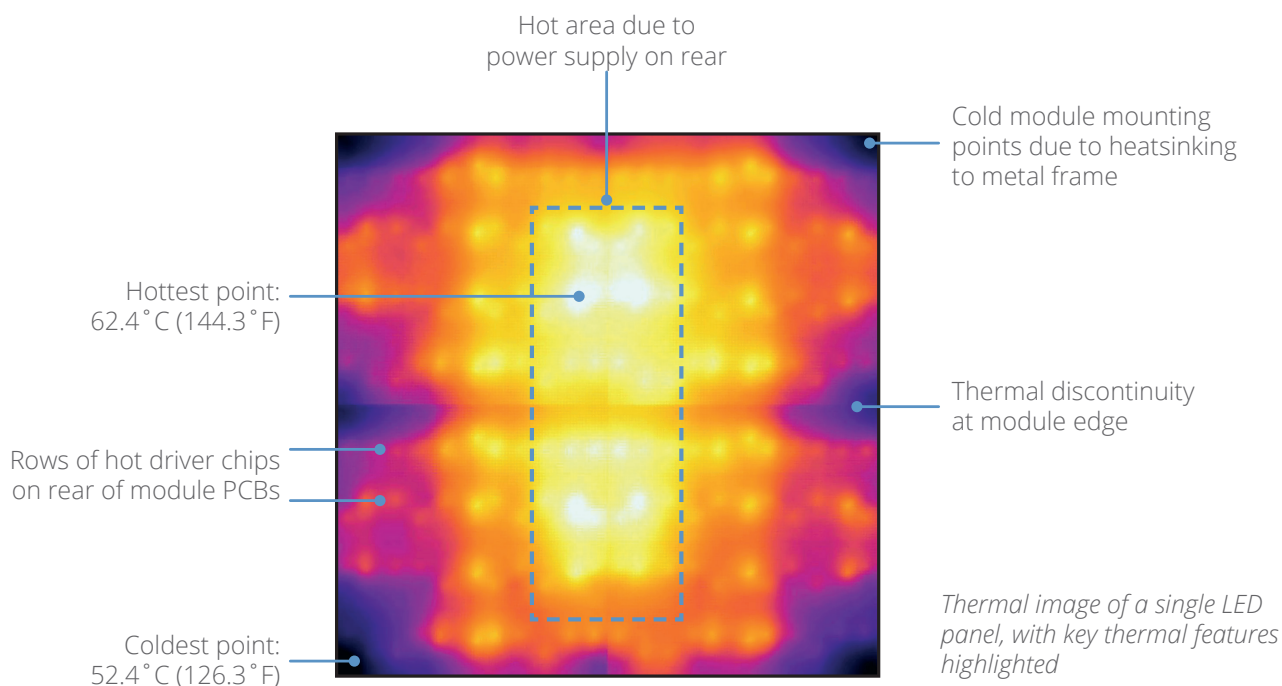 Hot area due to
power supply on rear
Cold module mounting
points due to heatsinking
to metal frame
Hottest point:
62.4˚C (144.3˚F)
Thermal discontinuity
at module edge
Rows of hot driver chips
on rear of module PCBs
Coldest point:
52.4˚C (126.3˚F)
Thermal image of a single LED
panel, with key thermal features
highlighted